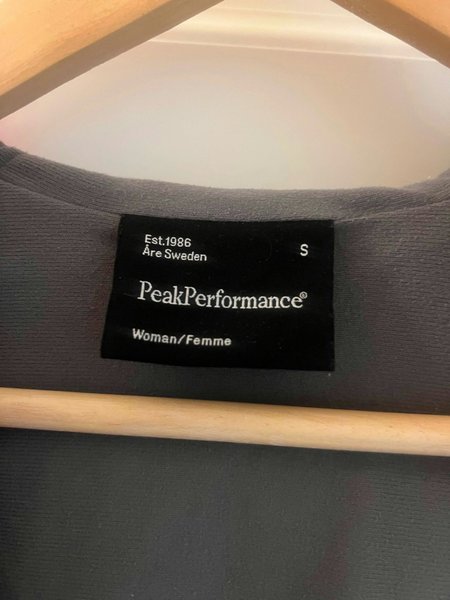 Est.1986
S
Åre Sweden
PeakPerformance®
Woman/Femme